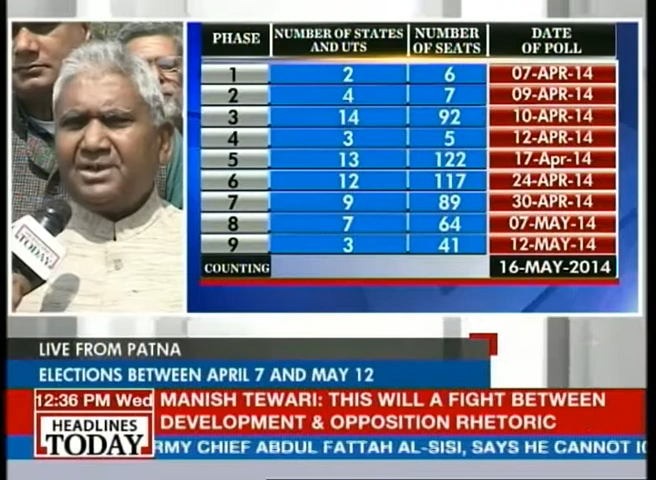 PHASE NUMBER OF STATES AND UTS NUMBER OF SEATS DATE OF POLL
1 2 6 07-APR-14
2 4 7 09-APR-14
3 14 92 10-APR-14
4 3 5 12-APR-14
5 13 122 17-Apr-14
6 12 117 24-APR-14
7 9 89 30-APR-14
8 7 64 07-MAY-14
9 3 41 12-MAY-14
COUNTING 16-MAY-2014
HEADLINES
TODAY
LIVE FROM PATNA
ELECTIONS BETWEEN APRIL 7 AND MAY 12
12:36 PM Wed
MANISH TEWARI: THIS WILL A FIGHT BETWEEN
DEVELOPMENT & OPPOSITION RHETORIC
HEADLINES
TODAY
RMY CHIEF ABDUL FATTAH AL-SISI, SAYS HE CANNOT